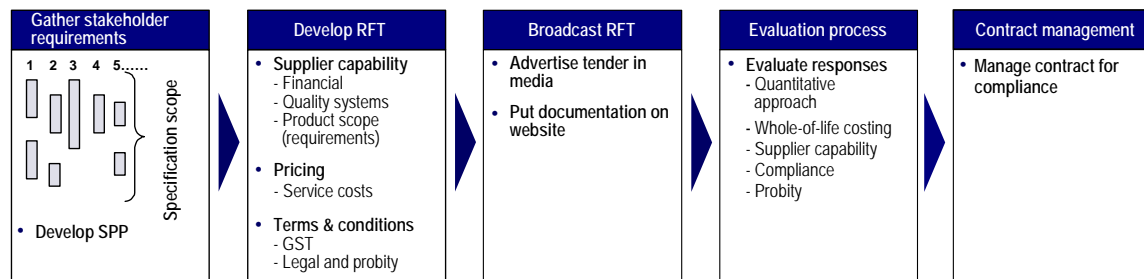 Gather stakeholder
requirements
1 2 3 4 5......
Specification scope
• Develop SPP
Develop RFT
• Supplier capability
- Financial
- Quality systems
- Product scope
(requirements)
• Pricing
- Service costs
• Terms & conditions
- GST
- Legal and probity
Broadcast RFT
• Advertise tender in
media
• Put documentation on
website
Evaluation process
• Evaluate responses
- Quantitative
approach
- Whole-of-life costing
- Supplier capability
- Compliance
- Probity
Contract management
• Manage contract for
compliance